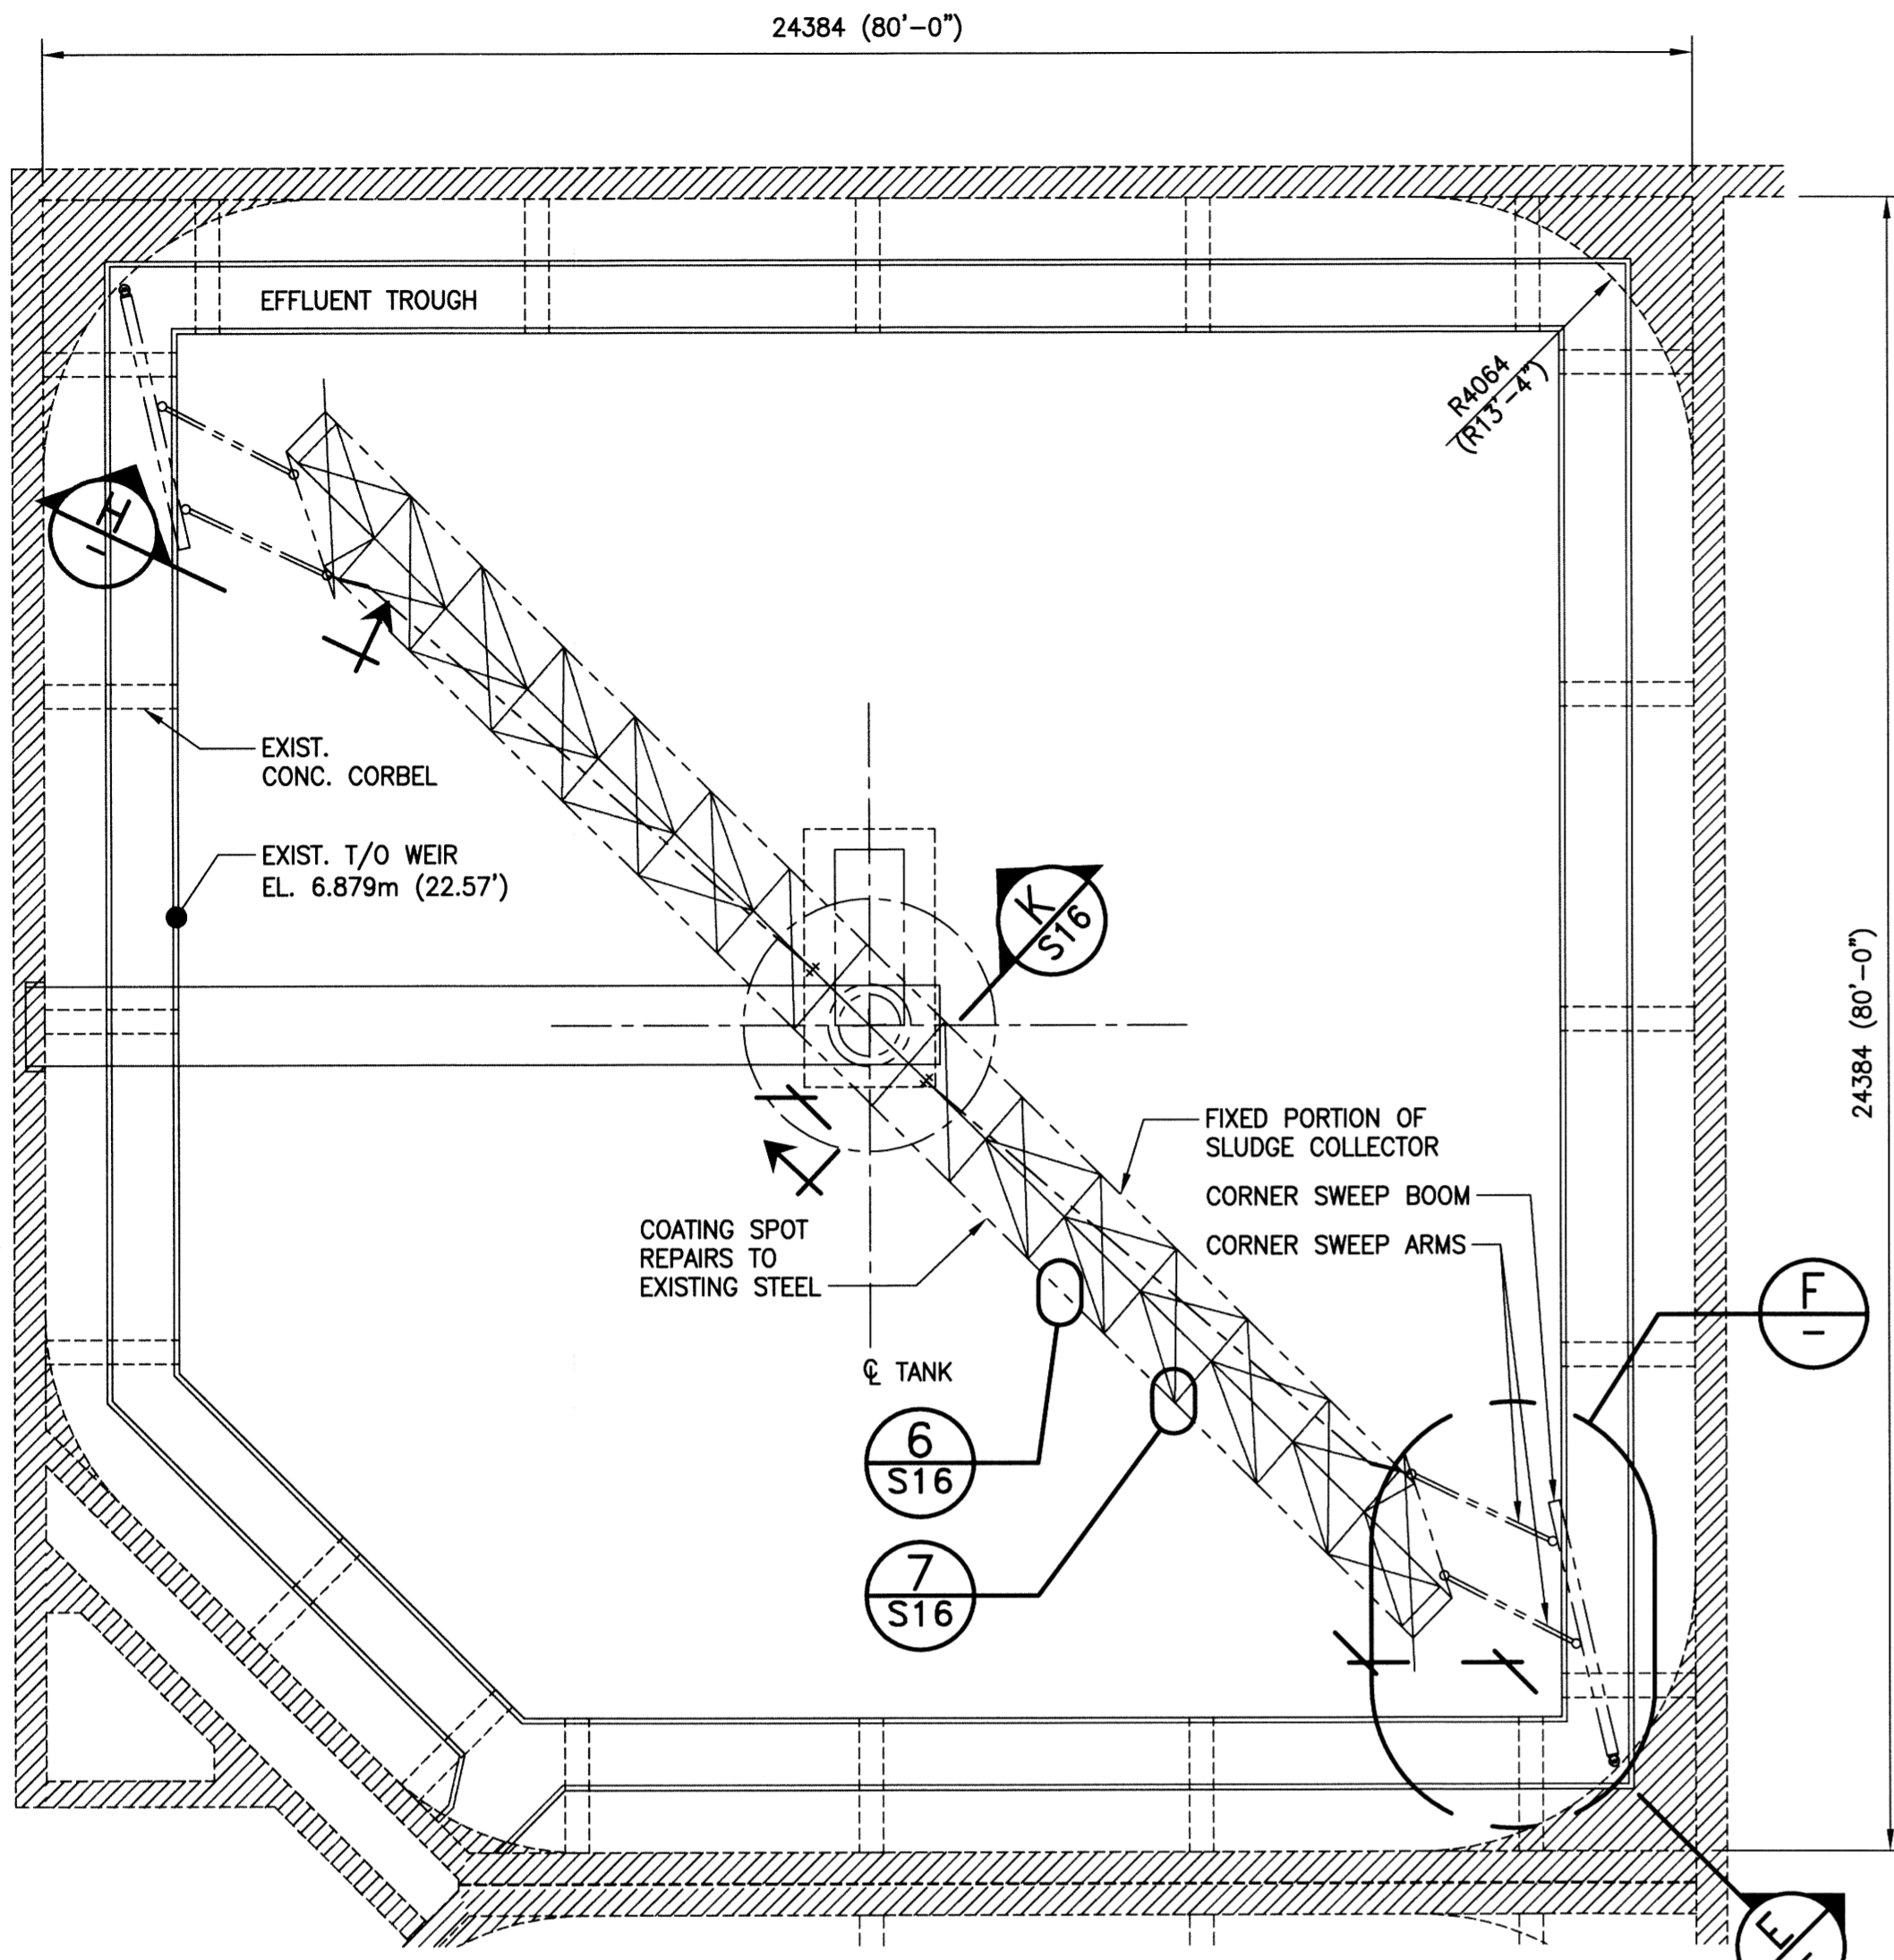 24384 (80'-0")
EFFLUENT TROUGH
R4064
(R13'-4")
H
-
EXIST.
CONC. CORBEL
EXIST. T/O WEIR
EL. 6.879m (22.57')
K
S16
24384 (80'-0")
FIXED PORTION OF
SLUDGE COLLECTOR
CORNER SWEEP BOOM
CORNER SWEEP ARMS
COATING SPOT
REPAIRS TO
EXISTING STEEL
F
-
℄ TANK
6
S16
7
S16
E